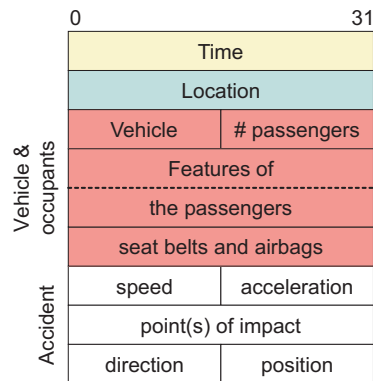 0 31
Time
Location
Vehicle & occupants
Vehicle # passengers
Features of
the passengers
seat belts and airbags
Accident
speed acceleration
point(s) of impact
direction position